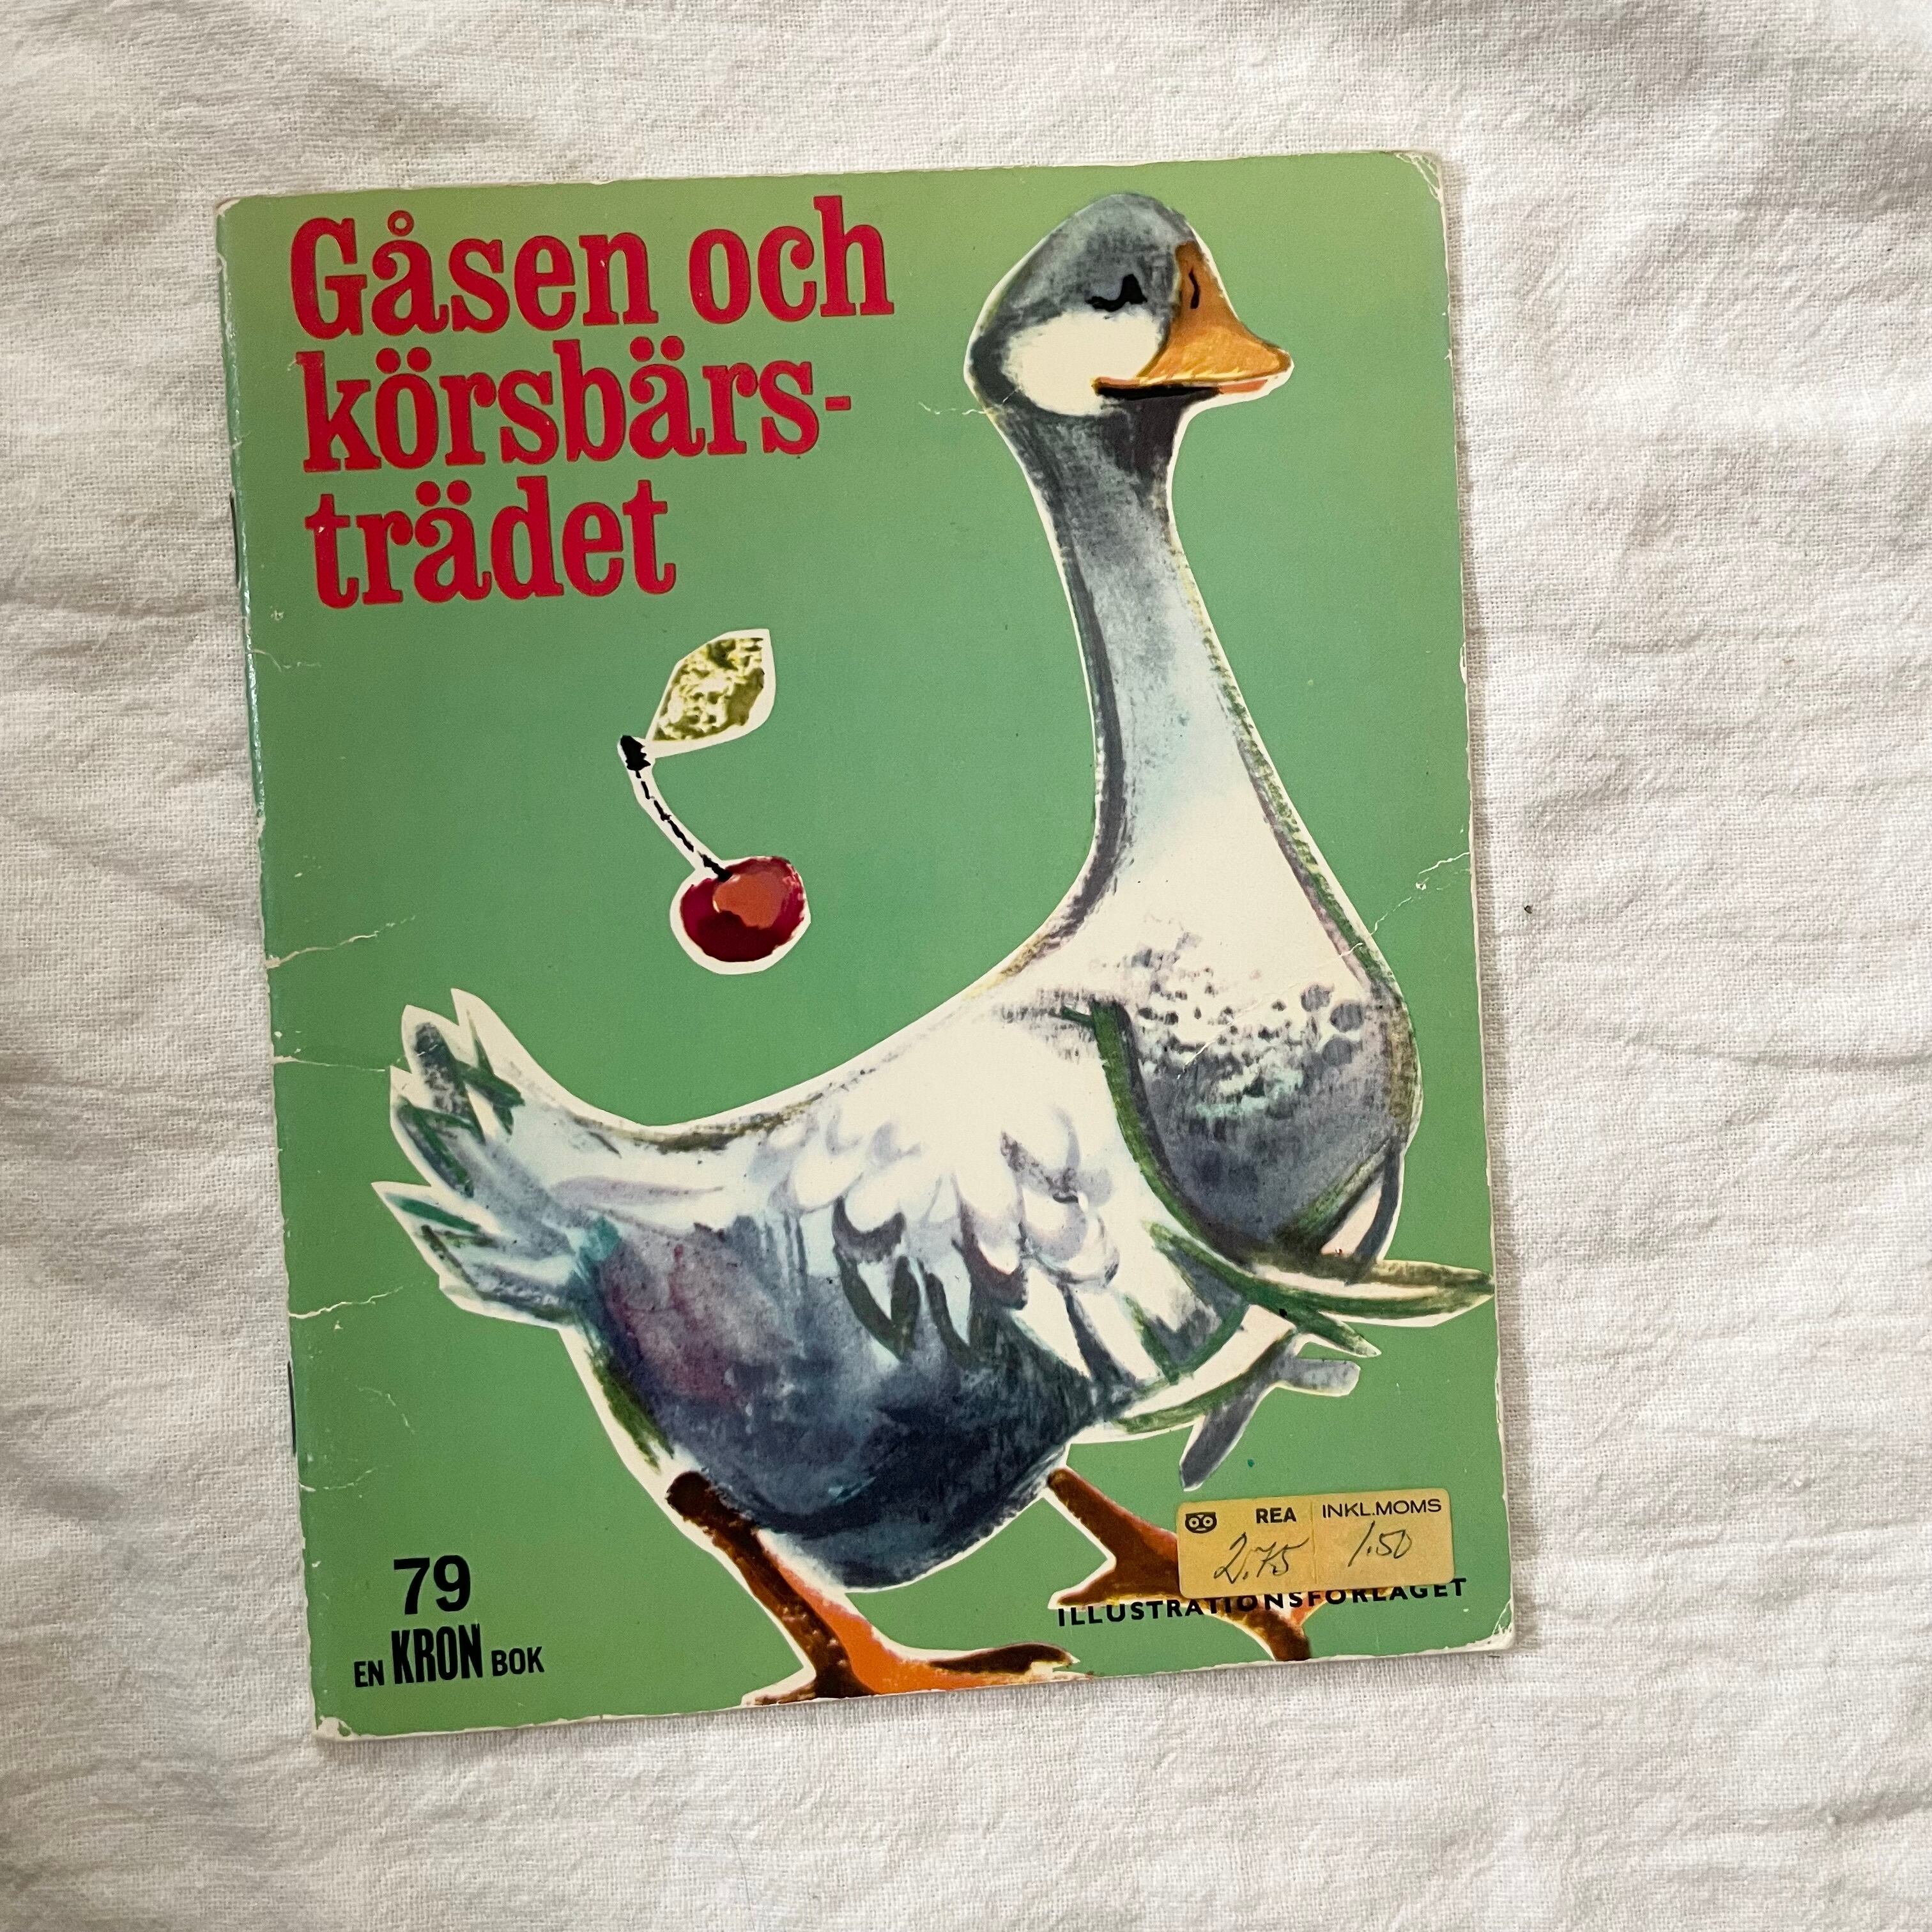 Gåsen och
körsbärs-
trädet
REA INKL.MOMS
2.75 1.50
ILLUSTRATIONSFÖRLAGET
79
EN KRON BOK